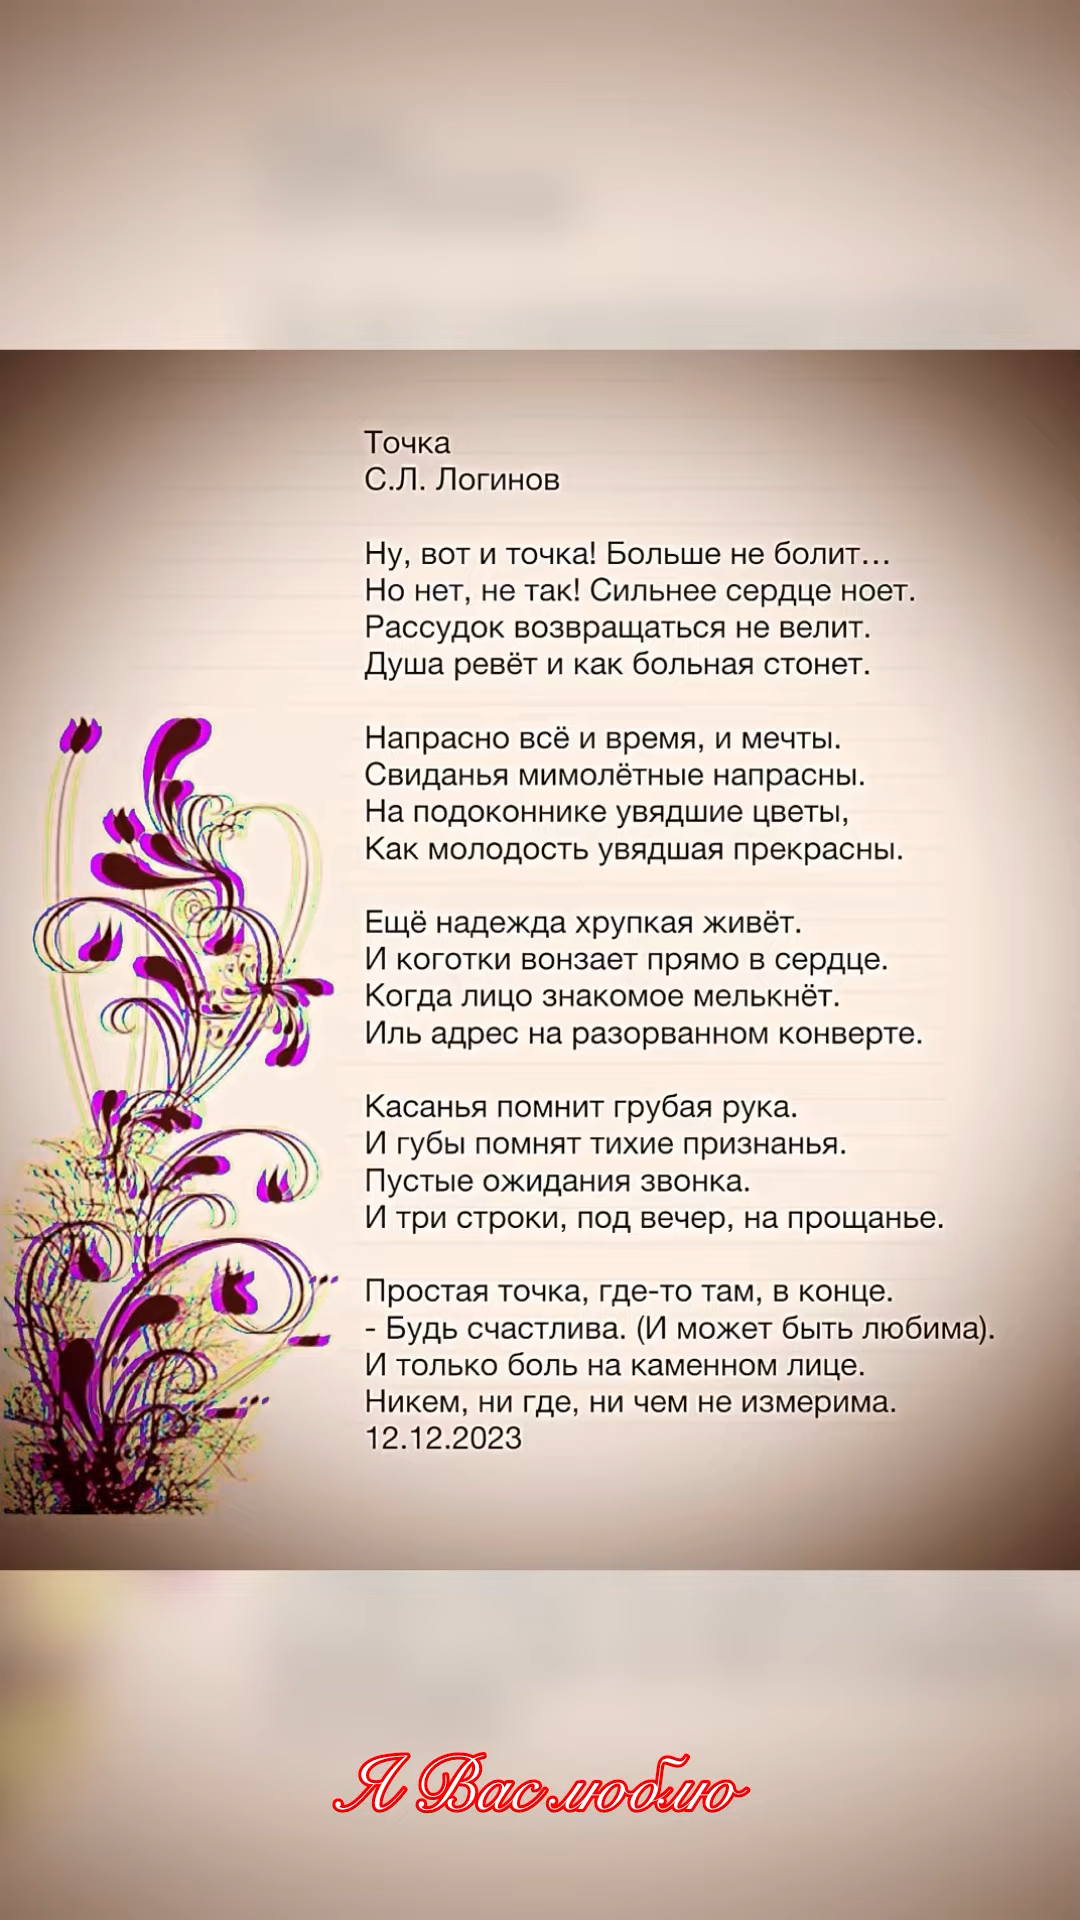 Точка
С.Л. Логинов
Ну, вот и точка! Больше не болит…
Но нет, не так! Сильнее сердце ноет.
Рассудок возвращаться не велит.
Душа ревёт и как больная стонет.
Напрасно всё и время, и мечты.
Свиданья мимолётные напрасны.
На подоконнике увядшие цветы,
Как молодость увядшая прекрасны.
Ещё надежда хрупкая живёт.
И коготки вонзает прямо в сердце.
Когда лицо знакомое мелькнёт.
Иль адрес на разорванном конверте.
Касанья помнит грубая рука.
И губы помнят тихие признанья.
Пустые ожидания звонка.
И три строки, под вечер, на прощанье.
Простая точка, где-то там, в конце.
- Будь счастлива. (И может быть любима).
И только боль на каменном лице.
Никем, ни где, ни чем не измерима.
12.12.2023
Я Вас люблю